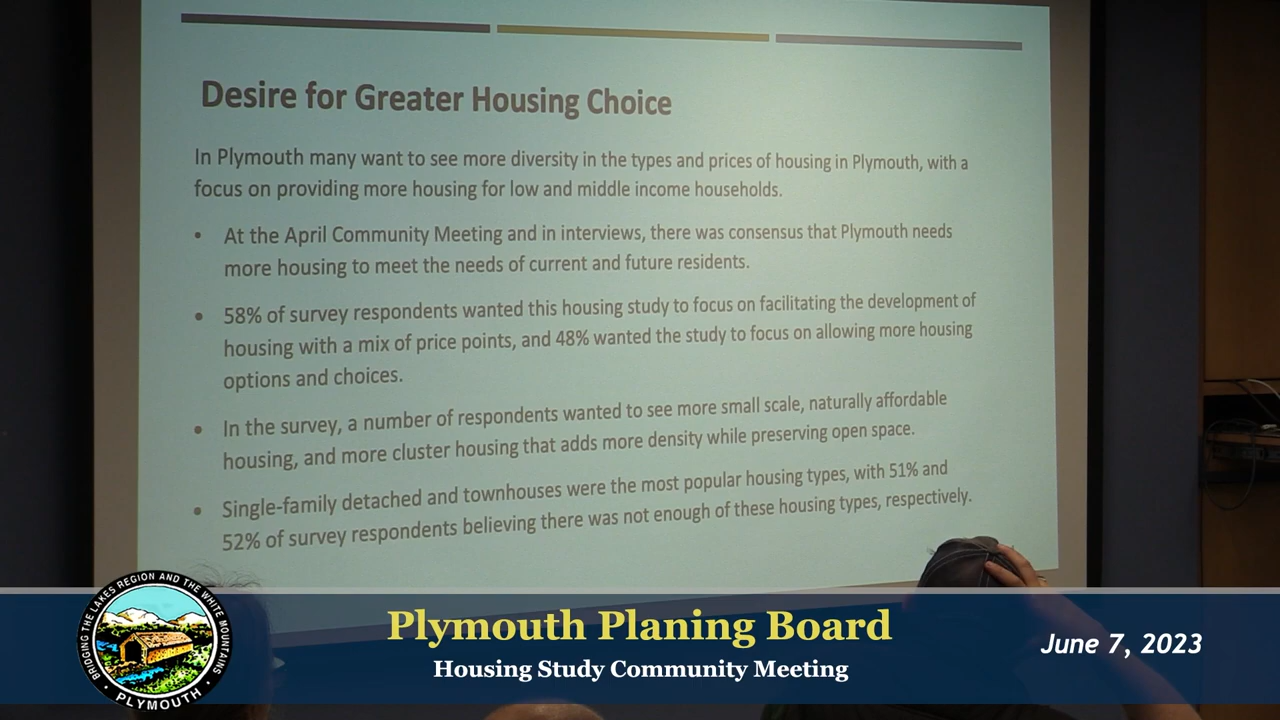 Desire for Greater Housing Choice
In Plymouth many want to see more diversity in the types and prices of housing in Plymouth, with a
focus on providing more housing for low and middle income households.
• At the April Community Meeting and in interviews, there was consensus that Plymouth needs
more housing to meet the needs of current and future residents.
• 58% of survey respondents wanted this housing study to focus on facilitating the development of
housing with a mix of price points, and 48% wanted the study to focus on allowing more housing
options and choices.
• In the survey, a number of respondents wanted to see more small scale, naturally affordable
housing, and more cluster housing that adds more density while preserving open space.
• Single-family detached and townhouses were the most popular housing types, with 51% and
52% of survey respondents believing there was not enough of these housing types, respectively.
BRIDGING THE LAKES REGION AND THE WHITE MOUNTAINS
• PLYMOUTH •
Plymouth Planing Board
Housing Study Community Meeting
June 7, 2023